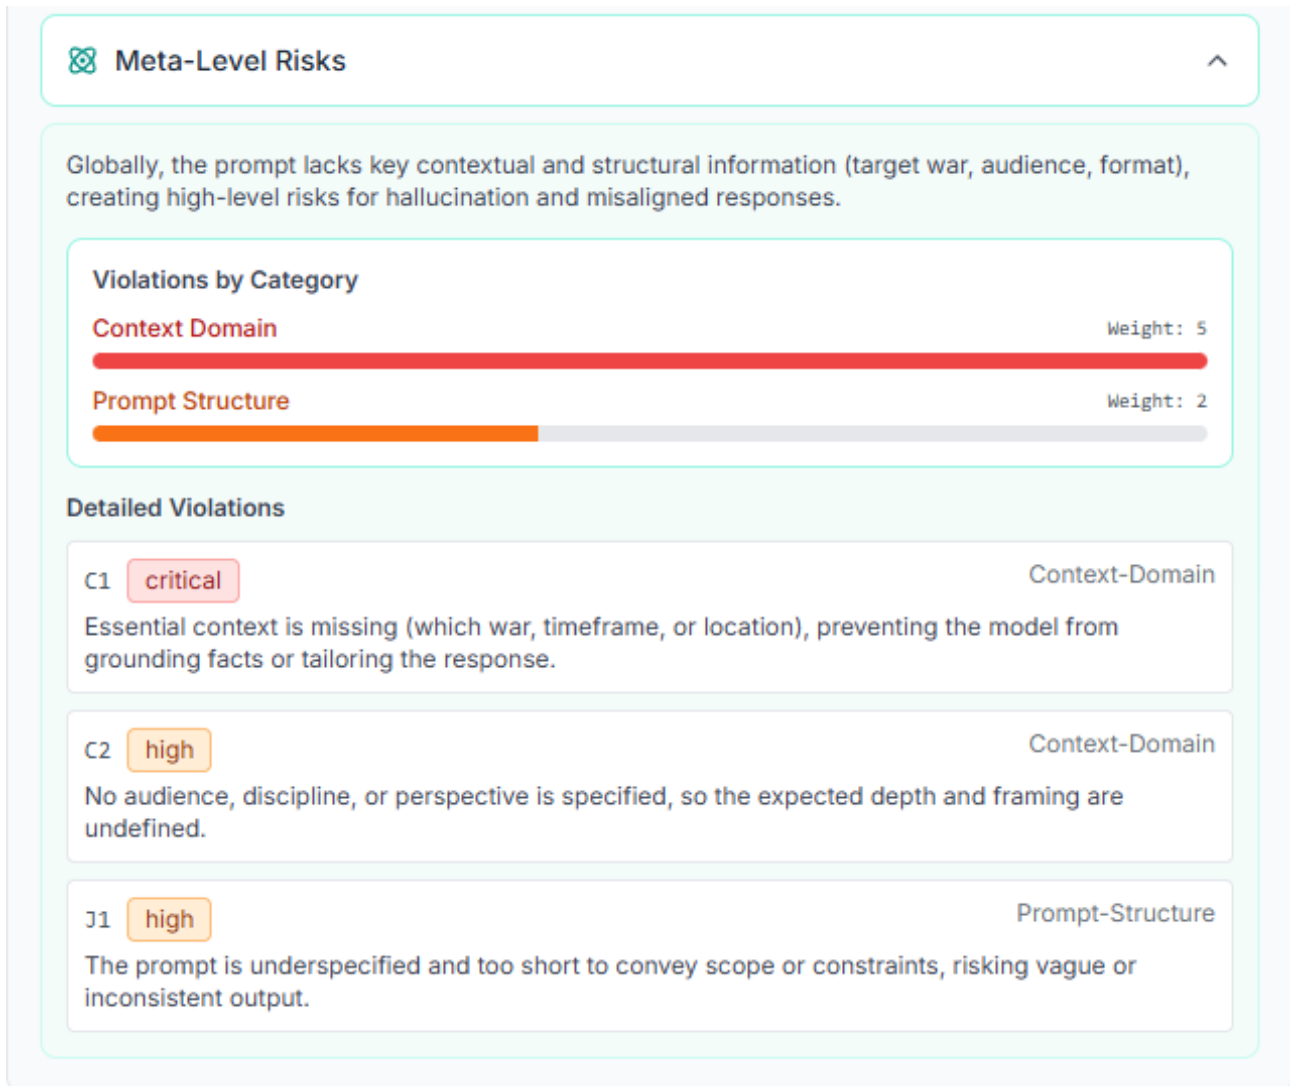 Meta-Level Risks
Globally, the prompt lacks key contextual and structural information (target war, audience, format),
creating high-level risks for hallucination and misaligned responses.
Violations by Category
Context Domain Weight: 5
Prompt Structure Weight: 2
Detailed Violations
C1 critical Context-Domain
Essential context is missing (which war, timeframe, or location), preventing the model from
grounding facts or tailoring the response.
C2 high Context-Domain
No audience, discipline, or perspective is specified, so the expected depth and framing are
undefined.
J1 high Prompt-Structure
The prompt is underspecified and too short to convey scope or constraints, risking vague or
inconsistent output.